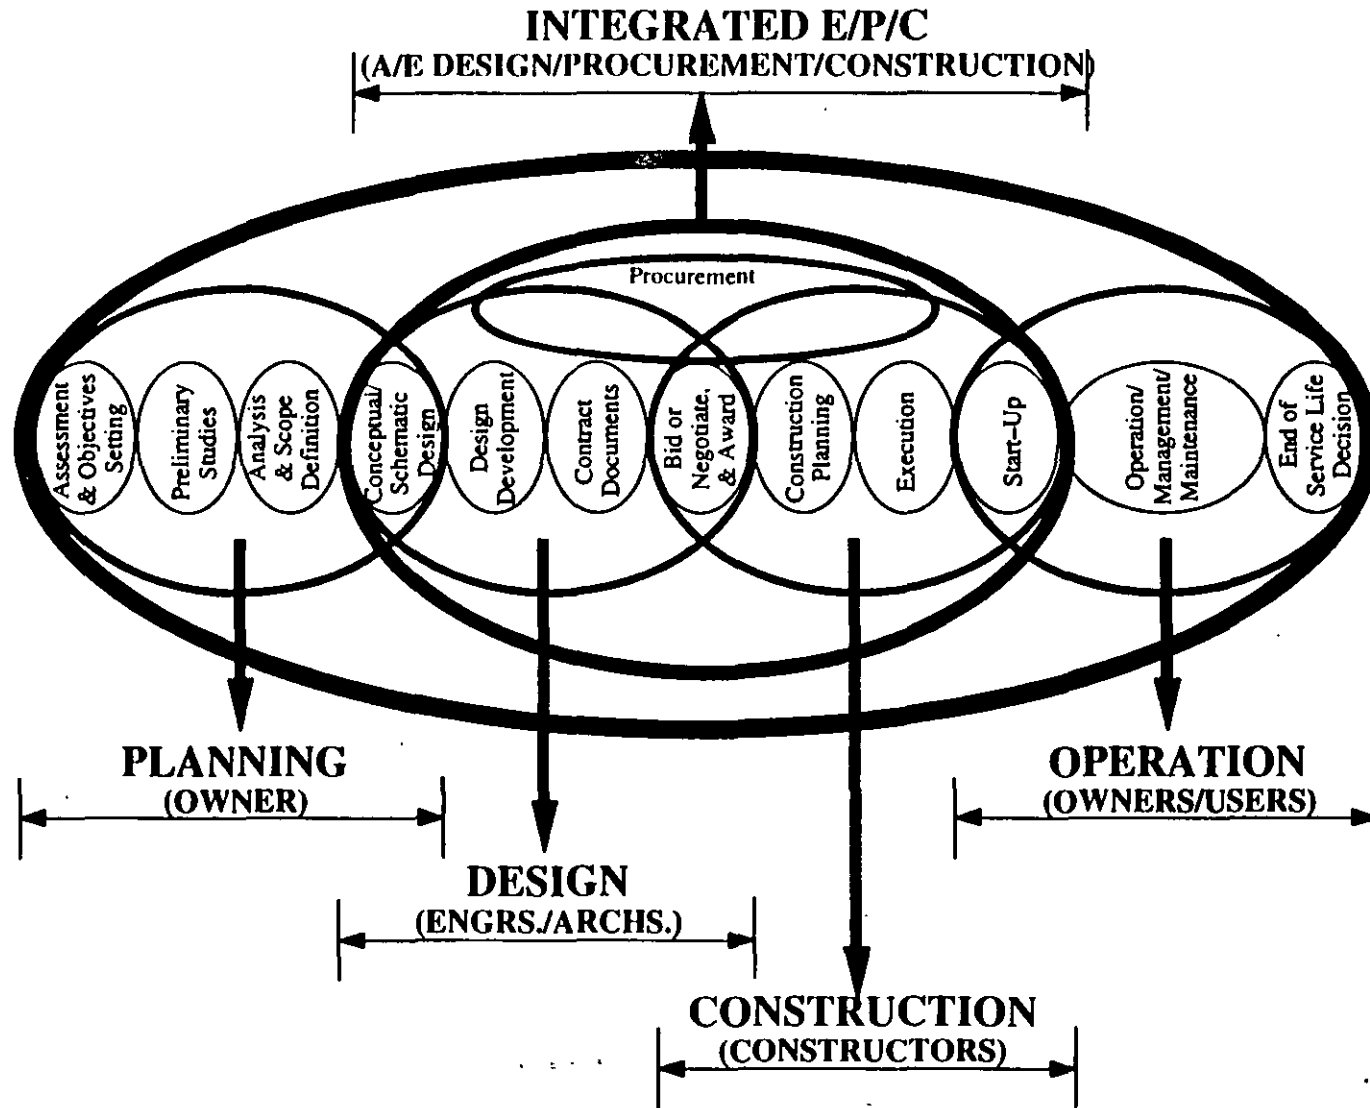 INTEGRATED E/P/C
(A/E DESIGN/PROCUREMENT/CONSTRUCTION)
Procurement
Assessment
& Objectives
Setting
Preliminary
Studies
Analysis
& Scope
Definition
Conceptual/
Schematic
Design
Design
Development
Contract
Documents
Bid or
Negotiate,
& Award
Construction
Planning
Execution
Start-Up
Operation/
Management/
Maintenance
End of
Service Life
Decision
PLANNING
(OWNER)
OPERATION
(OWNERS/USERS)
DESIGN
(ENGRS./ARCHS.)
CONSTRUCTION
(CONSTRUCTORS)